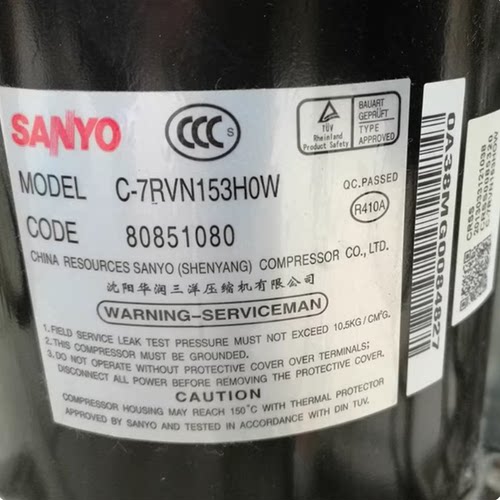 SANYO
CCC S
TÜV Rheinland Product Safety
BAUART GEPRÜFT
TYPE APPROVED
MODEL C-7RVN153H0W
QC.PASSED
R410A
CODE 80851080
CHINA RESOURCES SANYO (SHENYANG) COMPRESSOR CO., LTD.
沈阳华润三洋压缩机有限公司
WARNING-SERVICEMAN
1. FIELD SERVICE LEAK TEST PRESSURE MUST NOT EXCEED 10.5KG/CM²G.
2. THIS COMPRESSOR MUST BE GROUNDED.
3. DO NOT OPERATE WITHOUT PROTECTIVE COVER OVER TERMINALS;
DISCONNECT ALL POWER BEFORE REMOVING THE PROTECTIVE COVER.
CAUTION
COMPRESSOR HOUSING MAY REACH 150°C WITH THERMAL PROTECTOR
APPROVED BY SANYO AND TESTED IN ACCORDANCE WITH DIN TUV.
0A38MG0084827
CRSS